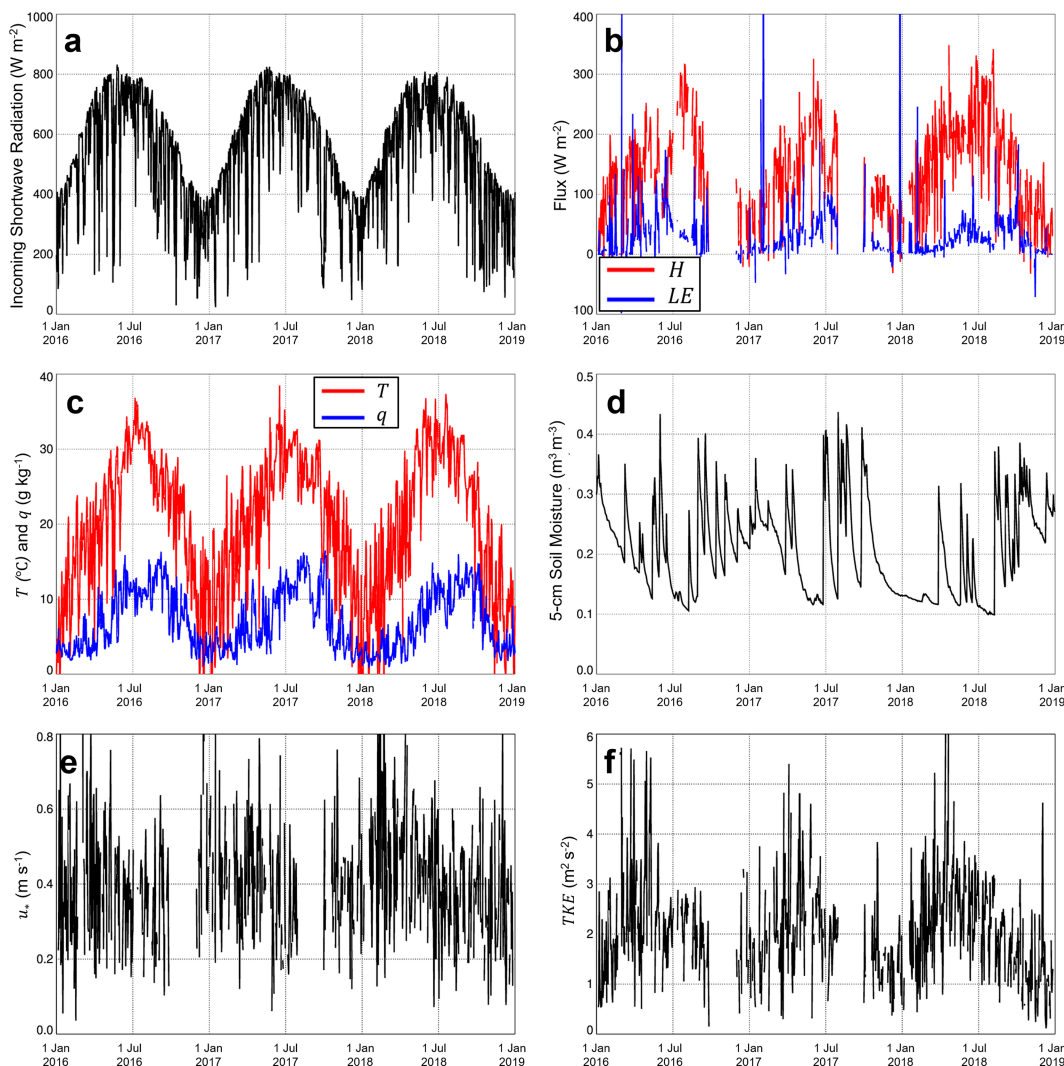 a
Incoming Shortwave Radiation (W m-2)
1000
800
600
400
200
0
1 Jan 1 Jul 1 Jan 1 Jul 1 Jan 1 Jul 1 Jan
2016 2016 2017 2017 2018 2018 2019
b
Flux (W m-2)
400
300
200
100
0
100
H
LE
1 Jan 1 Jul 1 Jan 1 Jul 1 Jan 1 Jul 1 Jan
2016 2016 2017 2017 2018 2018 2019
c
T (°C) and q (g kg-1)
40
30
20
10
0
T
q
1 Jan 1 Jul 1 Jan 1 Jul 1 Jan 1 Jul 1 Jan
2016 2016 2017 2017 2018 2018 2019
d
5-cm Soil Moisture (m3 m-3)
0.5
0.4
0.3
0.2
0.1
0.0
1 Jan 1 Jul 1 Jan 1 Jul 1 Jan 1 Jul 1 Jan
2016 2016 2017 2017 2018 2018 2019
e
u* (m s-1)
0.8
0.6
0.4
0.2
0.0
1 Jan 1 Jul 1 Jan 1 Jul 1 Jan 1 Jul 1 Jan
2016 2016 2017 2017 2018 2018 2019
f
TKE (m2 s-2)
6
5
4
3
2
1
0
1 Jan 1 Jul 1 Jan 1 Jul 1 Jan 1 Jul 1 Jan
2016 2016 2017 2017 2018 2018 2019